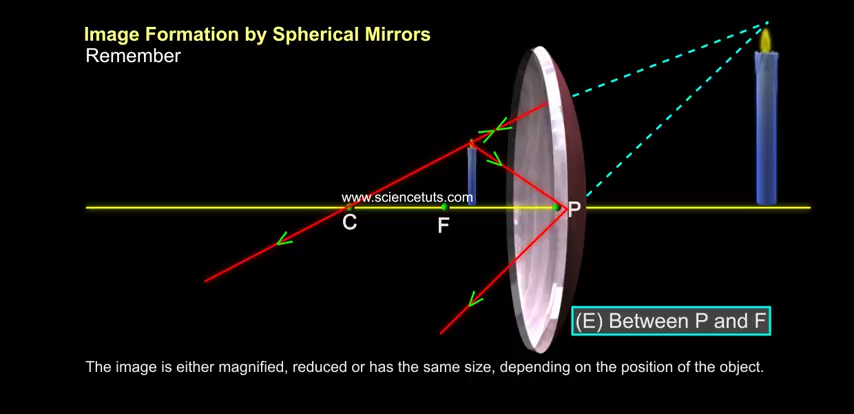 Image Formation by Spherical Mirrors
Remember
www.sciencetuts.com
C
F
P
(E) Between P and F
The image is either magnified, reduced or has the same size, depending on the position of the object.